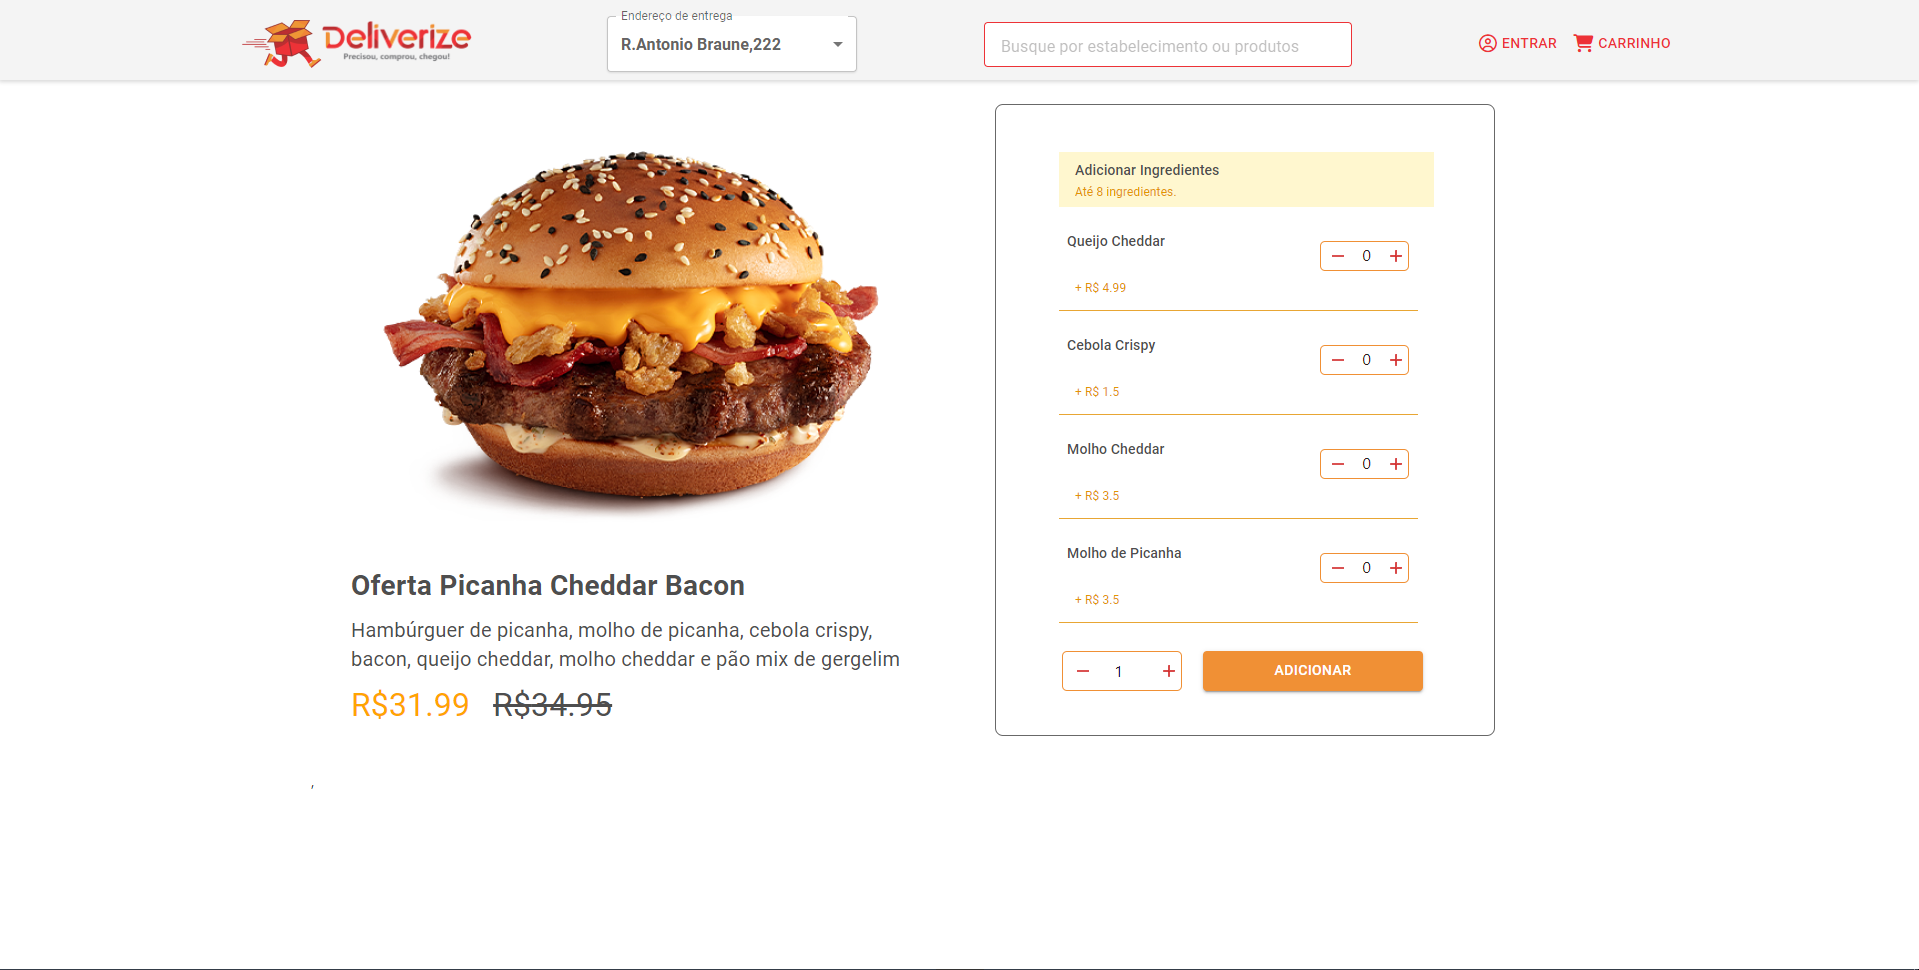 Deliverize
Precisou, comprou, chegou!
Endereço de entrega
R.Antonio Braune,222
Busque por estabelecimento ou produtos
ENTRAR
CARRINHO
Oferta Picanha Cheddar Bacon
Hambúrguer de picanha, molho de picanha, cebola crispy,
bacon, queijo cheddar, molho cheddar e pão mix de gergelim
R$31.99 R$34.95
,
Adicionar Ingredientes
Até 8 ingredientes.
Queijo Cheddar
0
+ R$ 4.99
Cebola Crispy
0
+ R$ 1.5
Molho Cheddar
0
+ R$ 3.5
Molho de Picanha
0
+ R$ 3.5
1
ADICIONAR